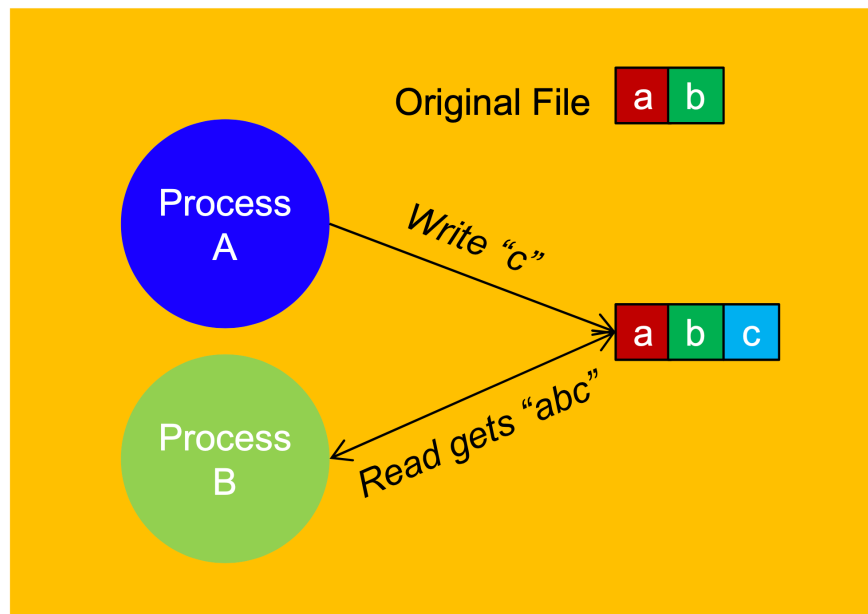 Original File
a b
Process
A
Write “c”
a b c
Process
B
Read gets “abc”